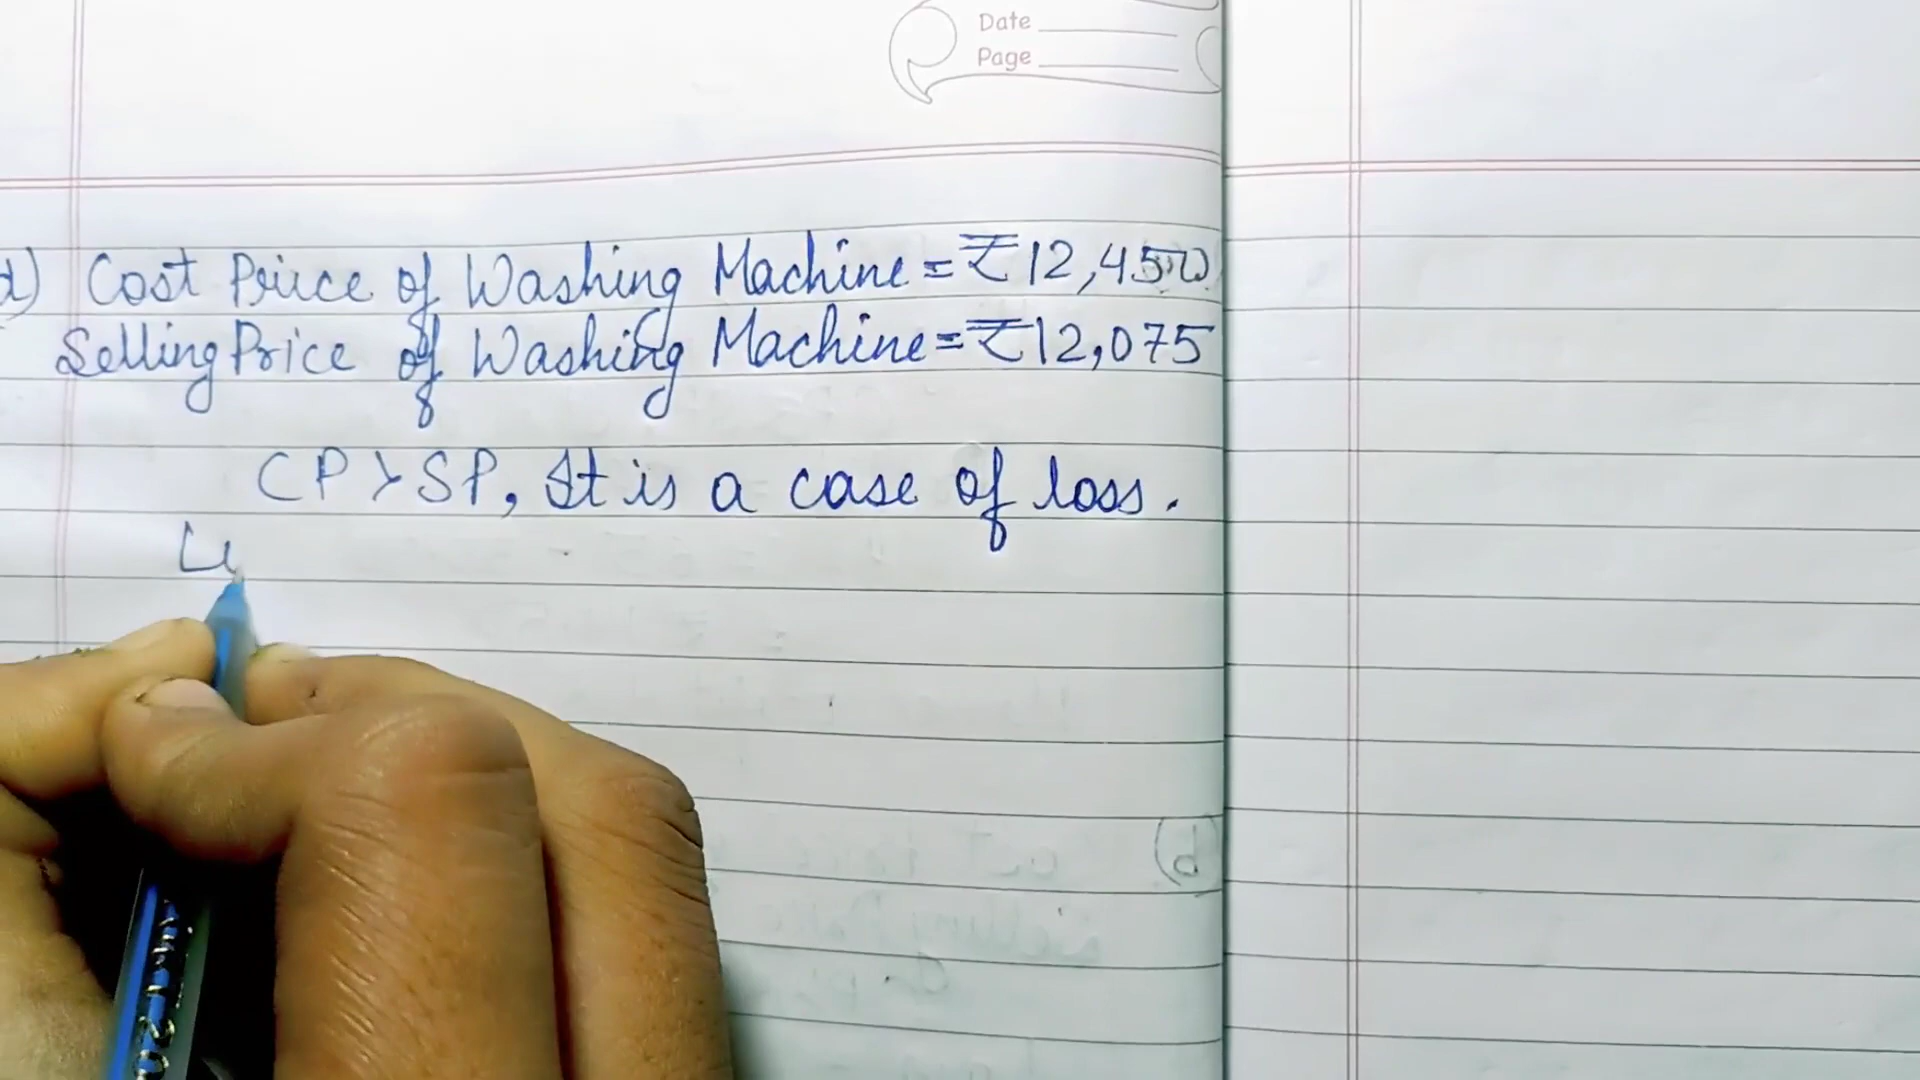 Date
Page
d) Cost Price of Washing Machine = ₹12,450
Selling Price of Washing Machine = ₹12,075
CP > SP, It is a case of loss.